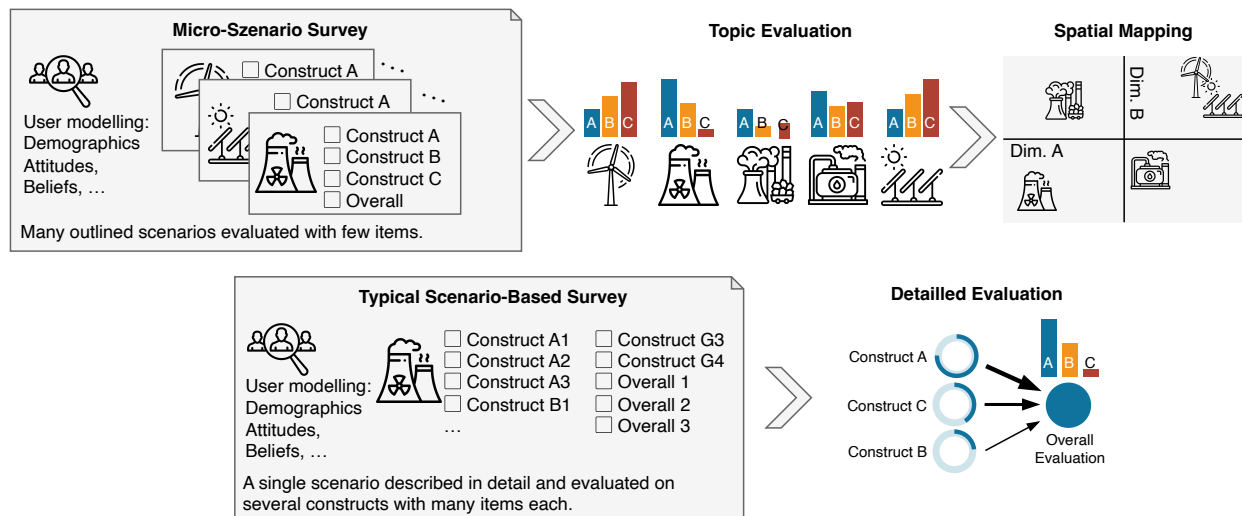 Micro-Szenario Survey
User modelling:
Demographics
Attitudes,
Beliefs, …
Construct A
...
Construct A
...
Construct A
Construct B
Construct C
Overall
Many outlined scenarios evaluated with few items.
Topic Evaluation
A B C
A B C
A B C
A B C
A B C
Spatial Mapping
Dim. B
Dim. A
Typical Scenario-Based Survey
User modelling:
Demographics
Attitudes,
Beliefs, …
Construct A1
Construct A2
Construct A3
Construct B1
…
Construct G3
Construct G4
Overall 1
Overall 2
Overall 3
A single scenario described in detail and evaluated on
several constructs with many items each.
Detailled Evaluation
Construct A
Construct C
Construct B
A B C
Overall
Evaluation